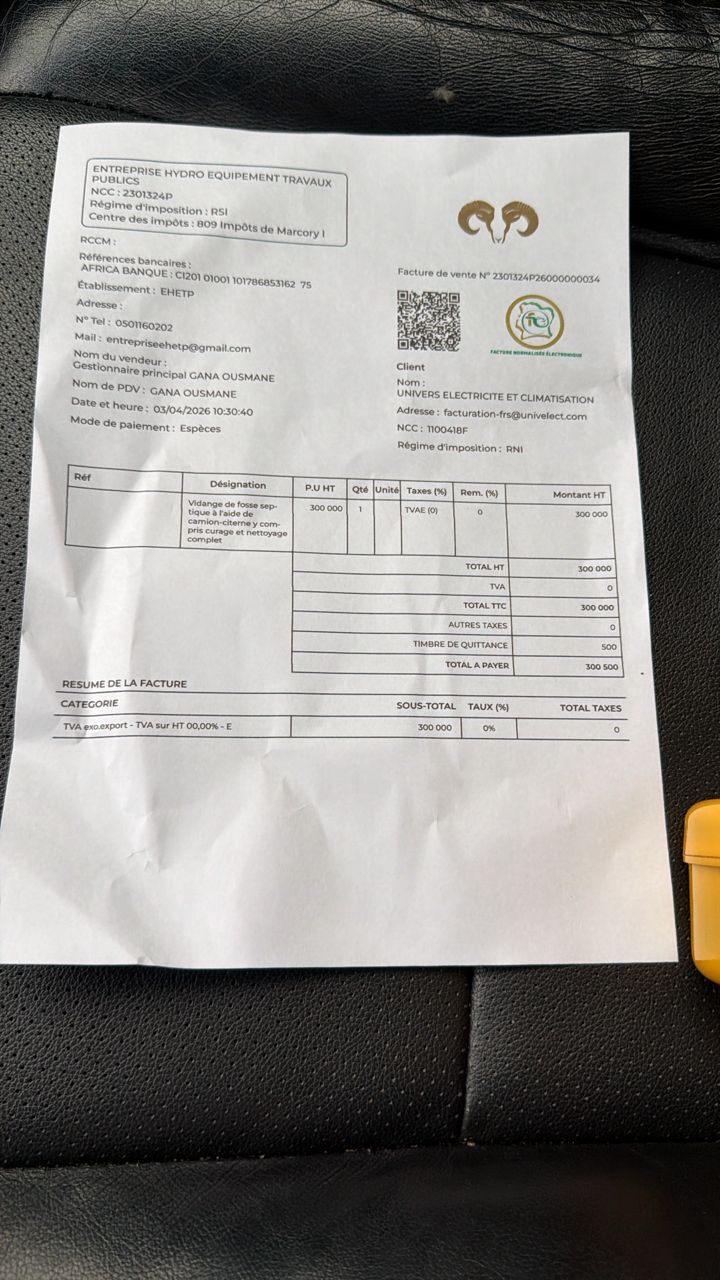 ENTREPRISE HYDRO EQUIPEMENT TRAVAUX
PUBLICS
NCC : 2301324P
Régime d'imposition : RSI
Centre des impôts : 809 Impôts de Marcory I
RCCM :
Références bancaires :
AFRICA BANQUE : CI201 01001 101786853162 75
Établissement : EHETP
Adresse :
N° Tel : 0501160202
Mail : entrepriseehetp@gmail.com
Nom du vendeur :
Gestionnaire principal GANA OUSMANE
Nom de PDV : GANA OUSMANE
Date et heure : 03/04/2026 10:30:40
Mode de paiement : Espèces
Facture de vente N° 2301324P26000000034
FNE
FACTURE NORMALISÉE ÉLECTRONIQUE
Client
Nom :
UNIVERS ELECTRICITE ET CLIMATISATION
Adresse : facturation-frs@univelect.com
NCC : 1100418F
Régime d'imposition : RNI
Réf Désignation P.U HT Qté Unité Taxes (%) Rem. (%) Montant HT
Vidange de fosse sep- 300 000 1 TVAE (0) 0 300 000
tique à l'aide de
camion-citerne y com-
pris curage et nettoyage
complet
TOTAL HT 300 000
TVA 0
TOTAL TTC 300 000
AUTRES TAXES 0
TIMBRE DE QUITTANCE 500
TOTAL A PAYER 300 500
RESUME DE LA FACTURE
CATEGORIE SOUS-TOTAL TAUX (%) TOTAL TAXES
TVA exo.export - TVA sur HT 00,00% - E 300 000 0% 0